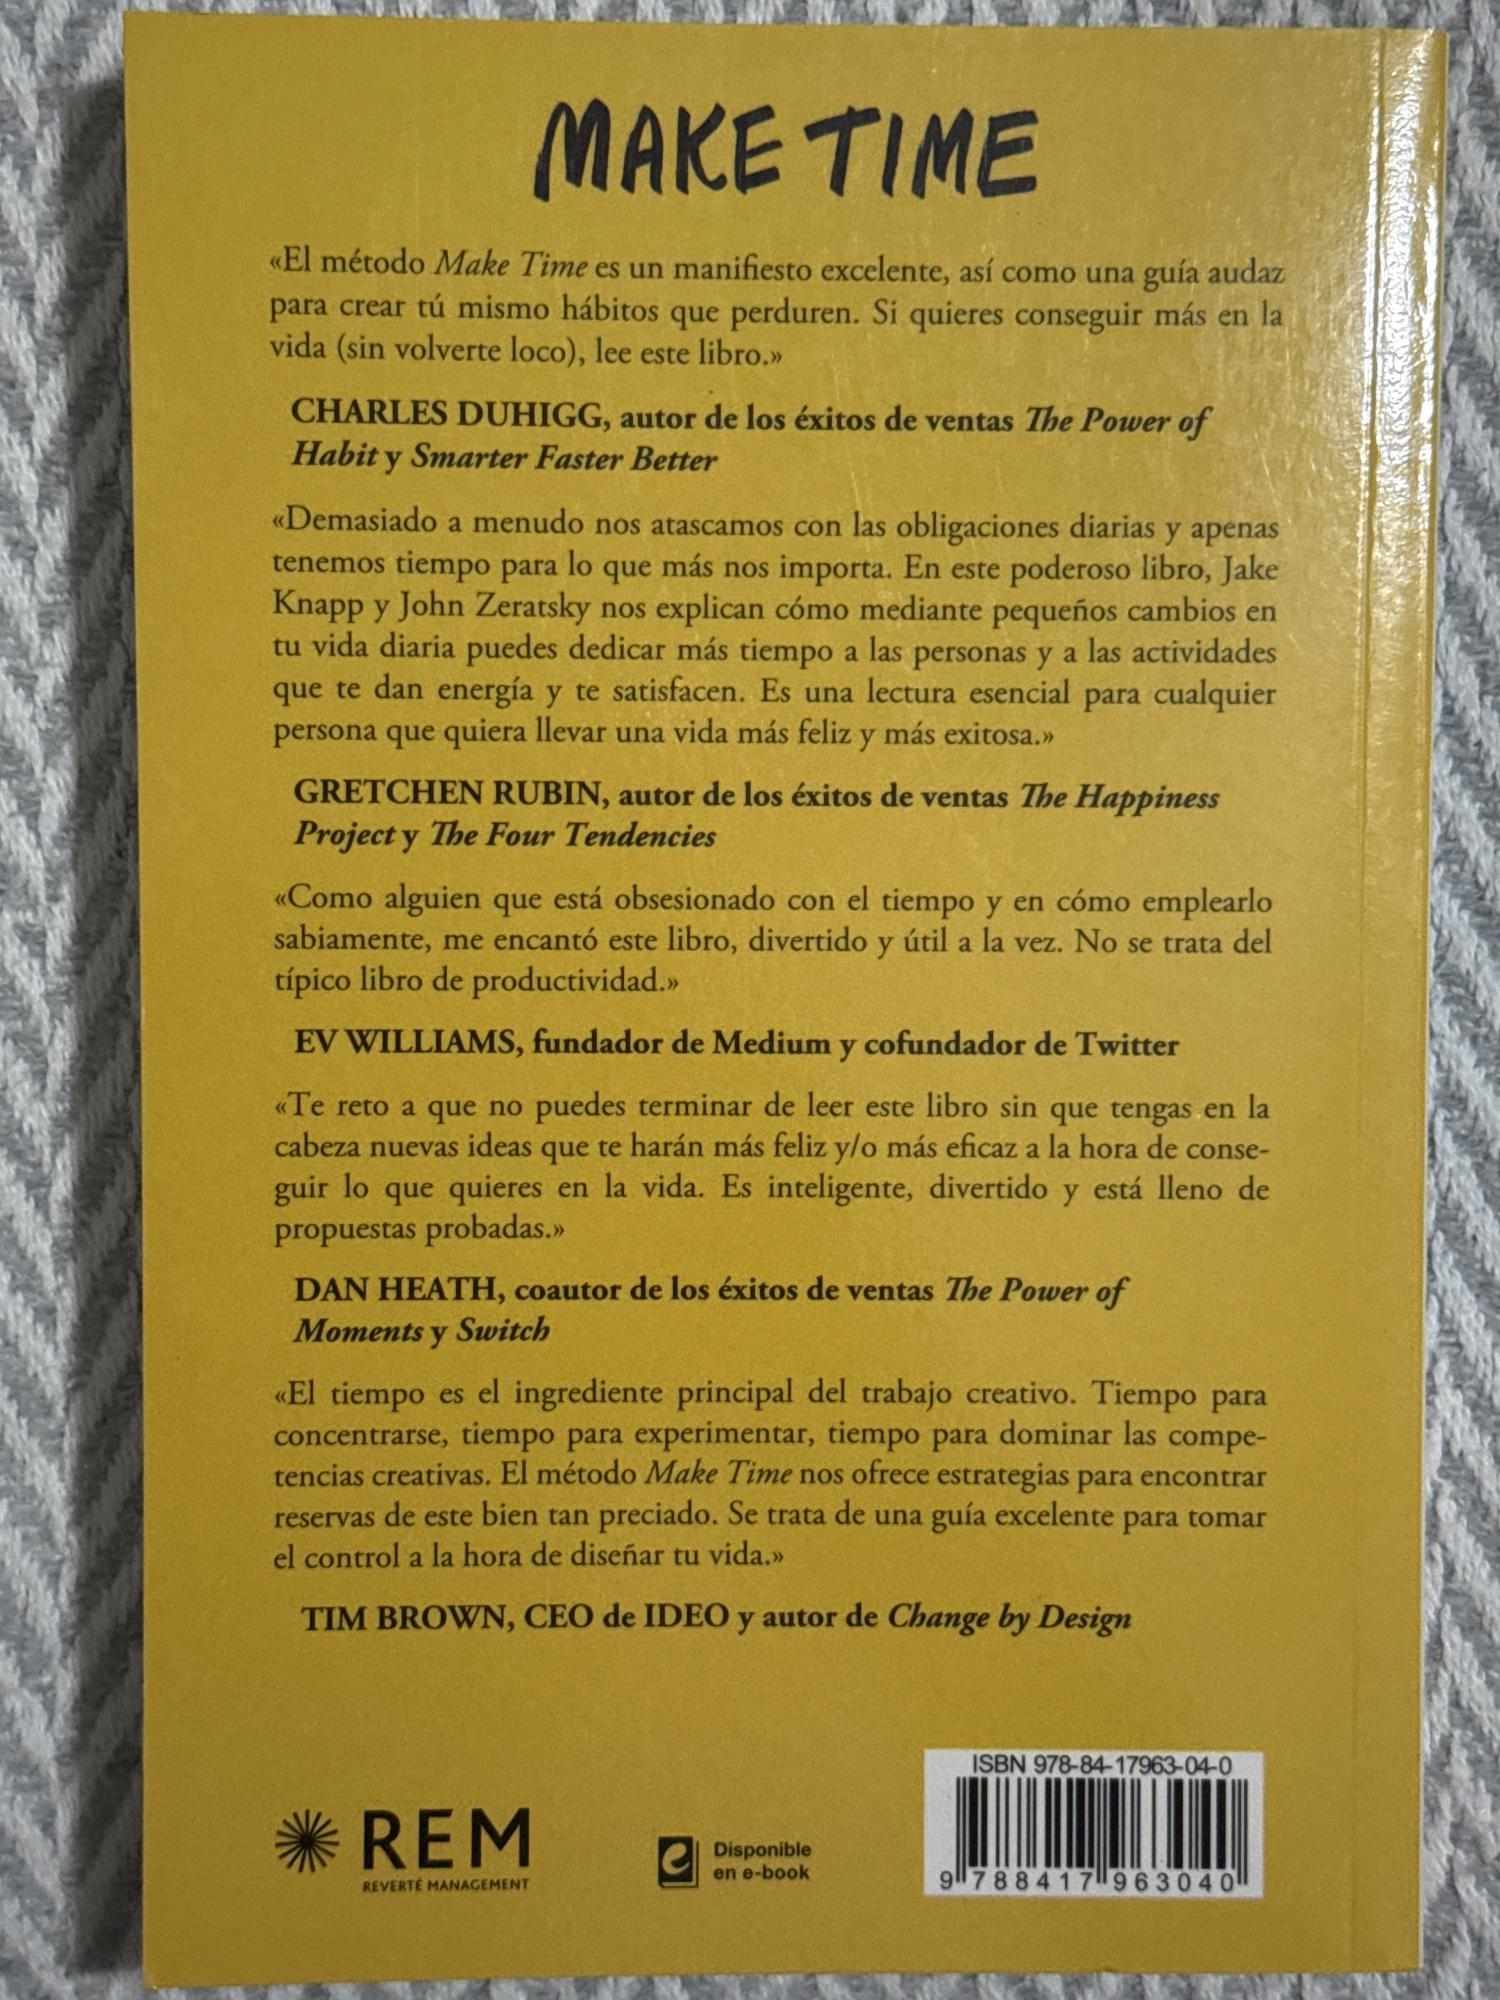 MAKE TIME
«El método Make Time es un manifiesto excelente, así como una guía audaz
para crear tú mismo hábitos que perduren. Si quieres conseguir más en la
vida (sin volverte loco), lee este libro.»
CHARLES DUHIGG, autor de los éxitos de ventas The Power of
Habit y Smarter Faster Better
«Demasiado a menudo nos atascamos con las obligaciones diarias y apenas
tenemos tiempo para lo que más nos importa. En este poderoso libro, Jake
Knapp y John Zeratsky nos explican cómo mediante pequeños cambios en
tu vida diaria puedes dedicar más tiempo a las personas y a las actividades
que te dan energía y te satisfacen. Es una lectura esencial para cualquier
persona que quiera llevar una vida más feliz y más exitosa.»
GRETCHEN RUBIN, autor de los éxitos de ventas The Happiness
Project y The Four Tendencies
«Como alguien que está obsesionado con el tiempo y en cómo emplearlo
sabiamente, me encantó este libro, divertido y útil a la vez. No se trata del
típico libro de productividad.»
EV WILLIAMS, fundador de Medium y cofundador de Twitter
«Te reto a que no puedes terminar de leer este libro sin que tengas en la
cabeza nuevas ideas que te harán más feliz y/o más eficaz a la hora de conse-
guir lo que quieres en la vida. Es inteligente, divertido y está lleno de
propuestas probadas.»
DAN HEATH, coautor de los éxitos de ventas The Power of
Moments y Switch
«El tiempo es el ingrediente principal del trabajo creativo. Tiempo para
concentrarse, tiempo para experimentar, tiempo para dominar las compe-
tencias creativas. El método Make Time nos ofrece estrategias para encontrar
reservas de este bien tan preciado. Se trata de una guía excelente para tomar
el control a la hora de diseñar tu vida.»
TIM BROWN, CEO de IDEO y autor de Change by Design
REM
REVERTÉ MANAGEMENT
e
Disponible
en e-book
ISBN 978-84-17963-04-0
9 788417 963040